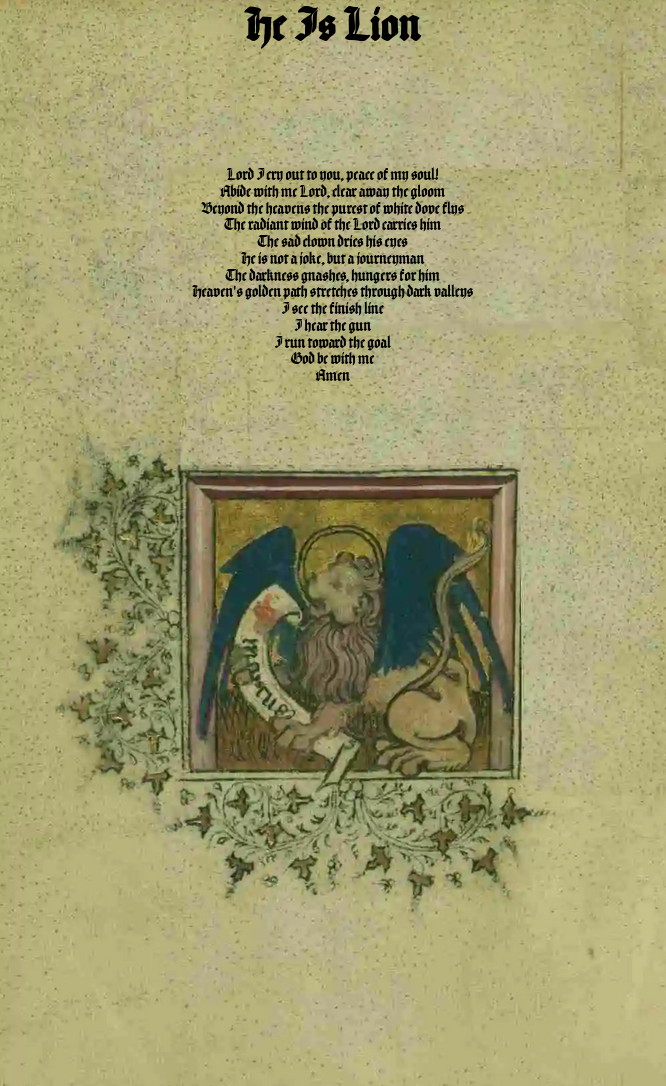 He Is Lion
Lord I cry out to you, peace of my soul!
Abide with me Lord, clear away the gloom
Beyond the heavens the purest of white dove flys
The radiant wind of the Lord carries him
The sad clown dries his eyes
He is not a joke, but a journeyman
The darkness gnashes, hungers for him
Heaven's golden path stretches through dark valleys
I see the finish line
I hear the gun
I run toward the goal
God be with me
Amen